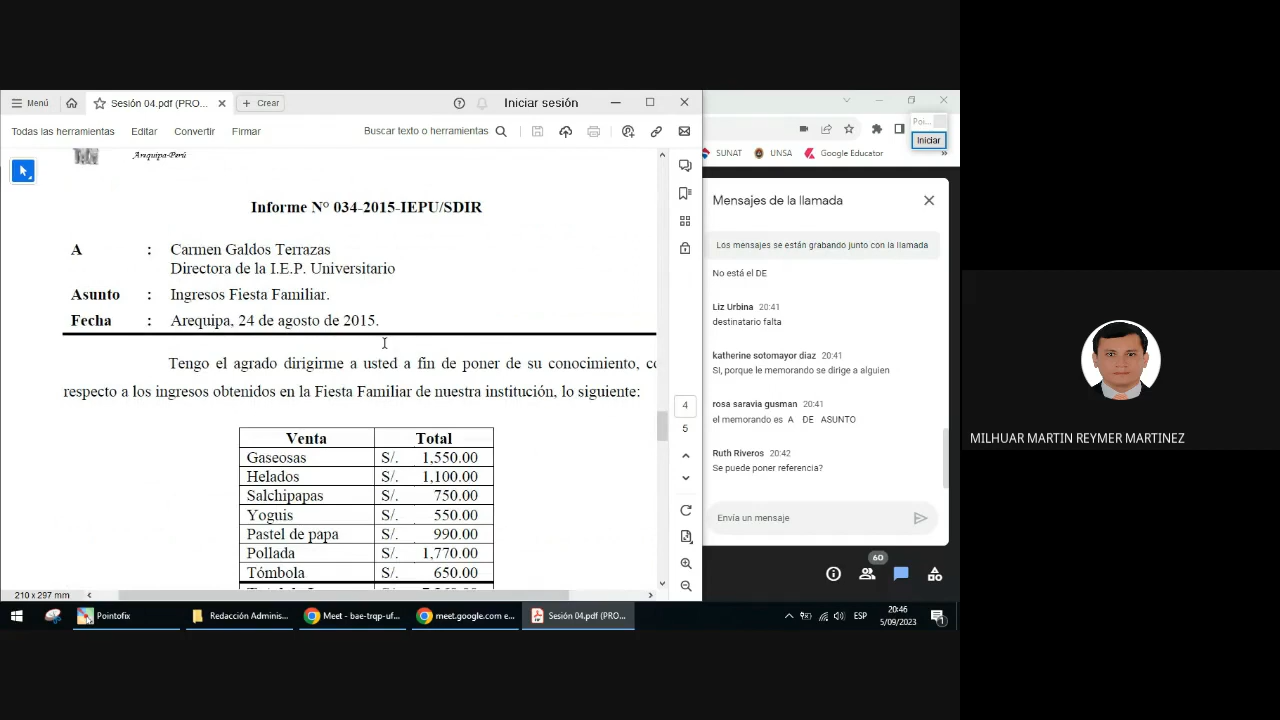 Menú
Sesión 04.pdf (PRO...
Crear
Iniciar sesión
Todas las herramientas
Editar
Convertir
Firmar
Buscar texto o herramientas
Arequipa-Perú
Informe N° 034-2015-IEPU/SDIR
A : Carmen Galdos Terrazas
Directora de la I.E.P. Universitario
Asunto : Ingresos Fiesta Familiar.
Fecha : Arequipa, 24 de agosto de 2015.
Tengo el agrado dirigirme a usted a fin de poner de su conocimiento, co
respecto a los ingresos obtenidos en la Fiesta Familiar de nuestra institución, lo siguiente:
Venta Total
Gaseosas S/. 1,550.00
Helados S/. 1,100.00
Salchipapas S/. 750.00
Yoguis S/. 550.00
Pastel de papa S/. 990.00
Pollada S/. 1,770.00
Tómbola S/. 650.00
4
5
210 x 297 mm
Poi...
Iniciar
SUNAT
UNSA
Google Educator
Mensajes de la llamada
Los mensajes se están grabando junto con la llamada
No está el DE
Liz Urbina 20:41
destinatario falta
katherine sotomayor diaz 20:41
SI, porque le memorando se dirige a alguien
rosa saravia gusman 20:41
el memorando es A DE ASUNTO
Ruth Riveros 20:42
Se puede poner referencia?
Envía un mensaje
60
MILHUAR MARTIN REYMER MARTINEZ
Pointofix
Redacción Adminis...
Meet - bae-trqp-uf...
meet.google.com e...
Sesión 04.pdf (PRO...
ESP
20:46
5/09/2023
1